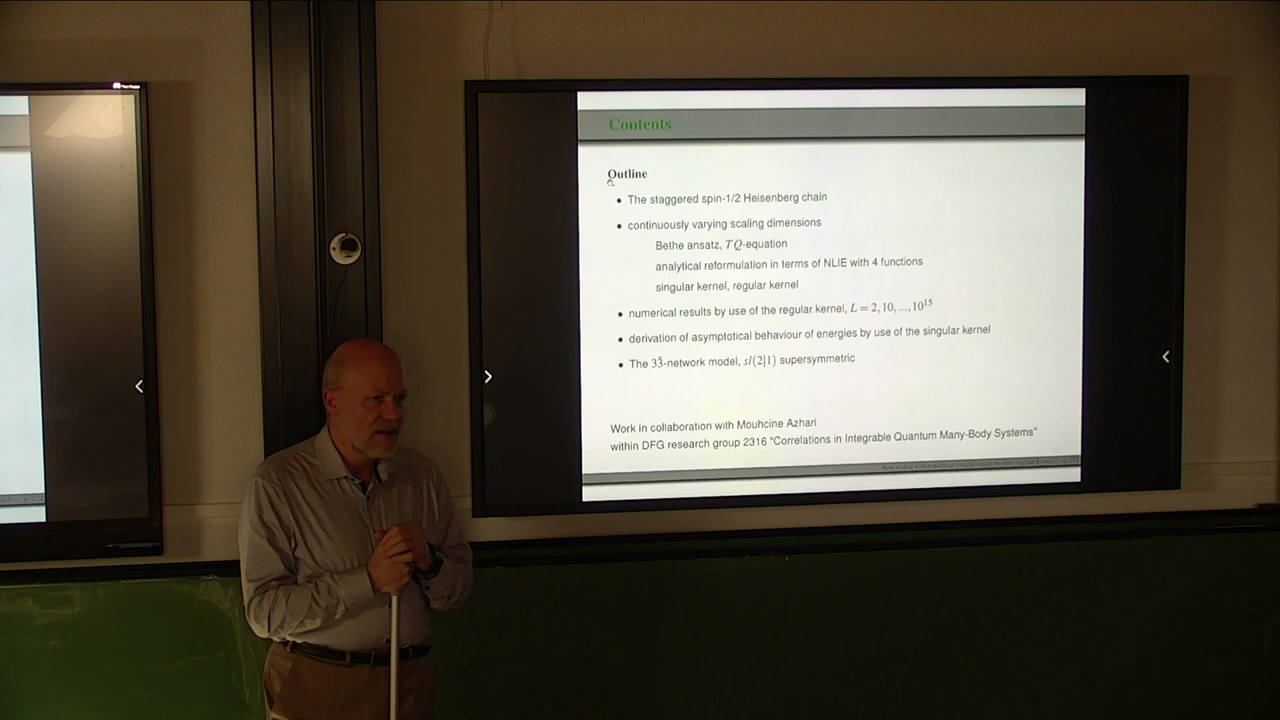 Contents
Outline
• The staggered spin-1/2 Heisenberg chain
• continuously varying scaling dimensions
Bethe ansatz, TQ-equation
analytical reformulation in terms of NLIE with 4 functions
singular kernel, regular kernel
• numerical results by use of the regular kernel, L = 2, 10, ..., 10¹⁵
• derivation of asymptotical behaviour of energies by use of the singular kernel
• The 33̄-network model, sl(2|1) supersymmetric
Work in collaboration with Mouhcine Azhari
within DFG research group 2316 "Correlations in Integrable Quantum Many-Body Systems"